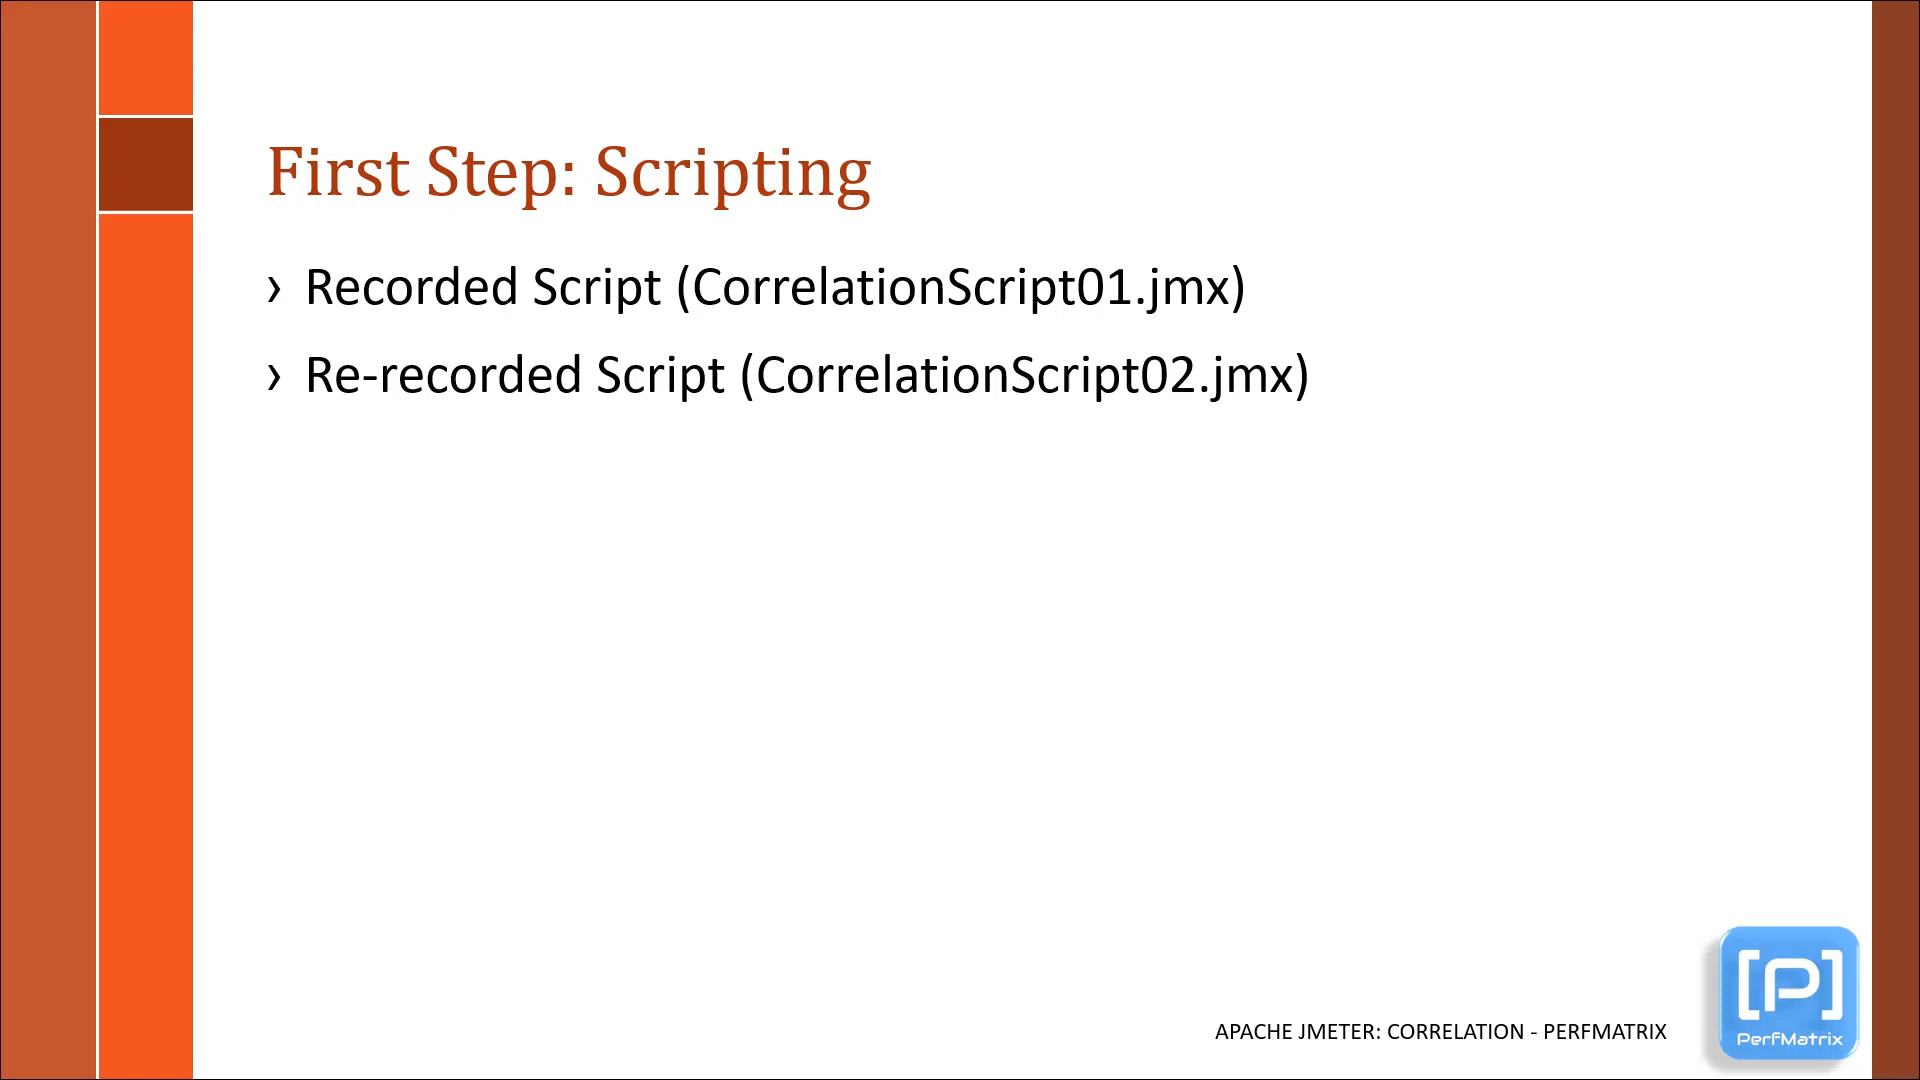 First Step: Scripting
› Recorded Script (CorrelationScript01.jmx)
› Re-recorded Script (CorrelationScript02.jmx)
APACHE JMETER: CORRELATION - PERFMATRIX
[P]
PerfMatrix